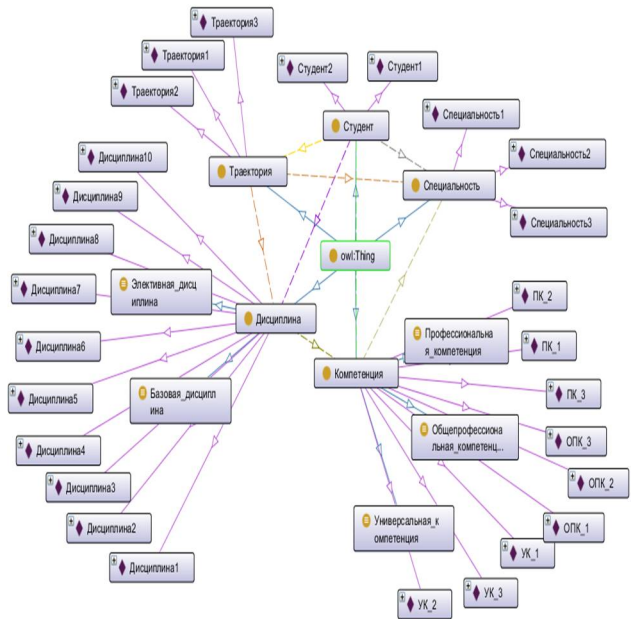 Траектория3
Траектория1
Траектория2
Студент2
Студент1
Студент
Специальность1
Специальность2
Специальность3
Специальность
Траектория
owl:Thing
Дисциплина10
Дисциплина9
Дисциплина8
Дисциплина7
Элективная_дисц
иплина
Дисциплина
Дисциплина6
Дисциплина5
Базовая_дисципл
ина
Дисциплина4
Дисциплина3
Дисциплина2
Дисциплина1
Компетенция
Профессиональна
я_компетенция
ПК_2
ПК_1
ПК_3
Общепрофессио
нальная_компетенц...
ОПК_3
ОПК_2
ОПК_1
Универсальная_к
омпетенция
УК_1
УК_3
УК_2